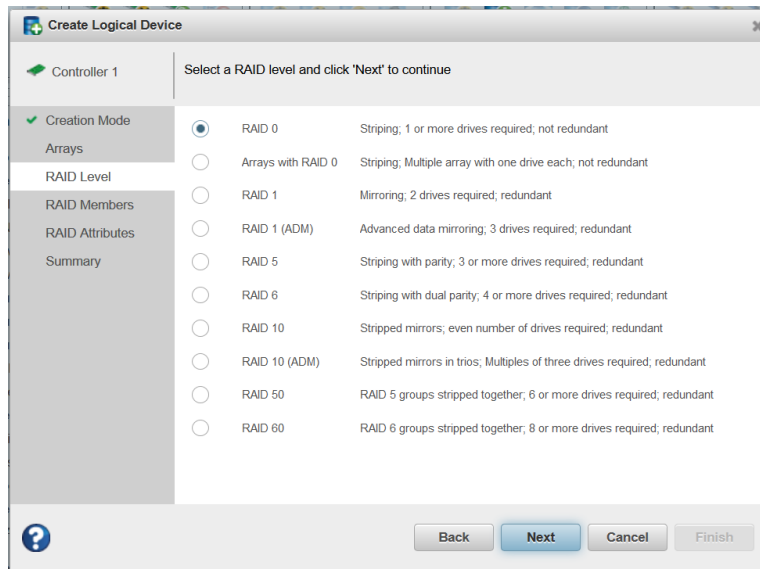 Create Logical Device
Controller 1
Select a RAID level and click 'Next' to continue
Creation Mode
Arrays
RAID Level
RAID Members
RAID Attributes
Summary
RAID 0 Striping; 1 or more drives required; not redundant
Arrays with RAID 0 Striping; Multiple array with one drive each; not redundant
RAID 1 Mirroring; 2 drives required; redundant
RAID 1 (ADM) Advanced data mirroring; 3 drives required; redundant
RAID 5 Striping with parity; 3 or more drives required; redundant
RAID 6 Striping with dual parity; 4 or more drives required; redundant
RAID 10 Stripped mirrors; even number of drives required; redundant
RAID 10 (ADM) Stripped mirrors in trios; Multiples of three drives required; redundant
RAID 50 RAID 5 groups stripped together; 6 or more drives required; redundant
RAID 60 RAID 6 groups stripped together; 8 or more drives required; redundant
? Back Next Cancel Finish